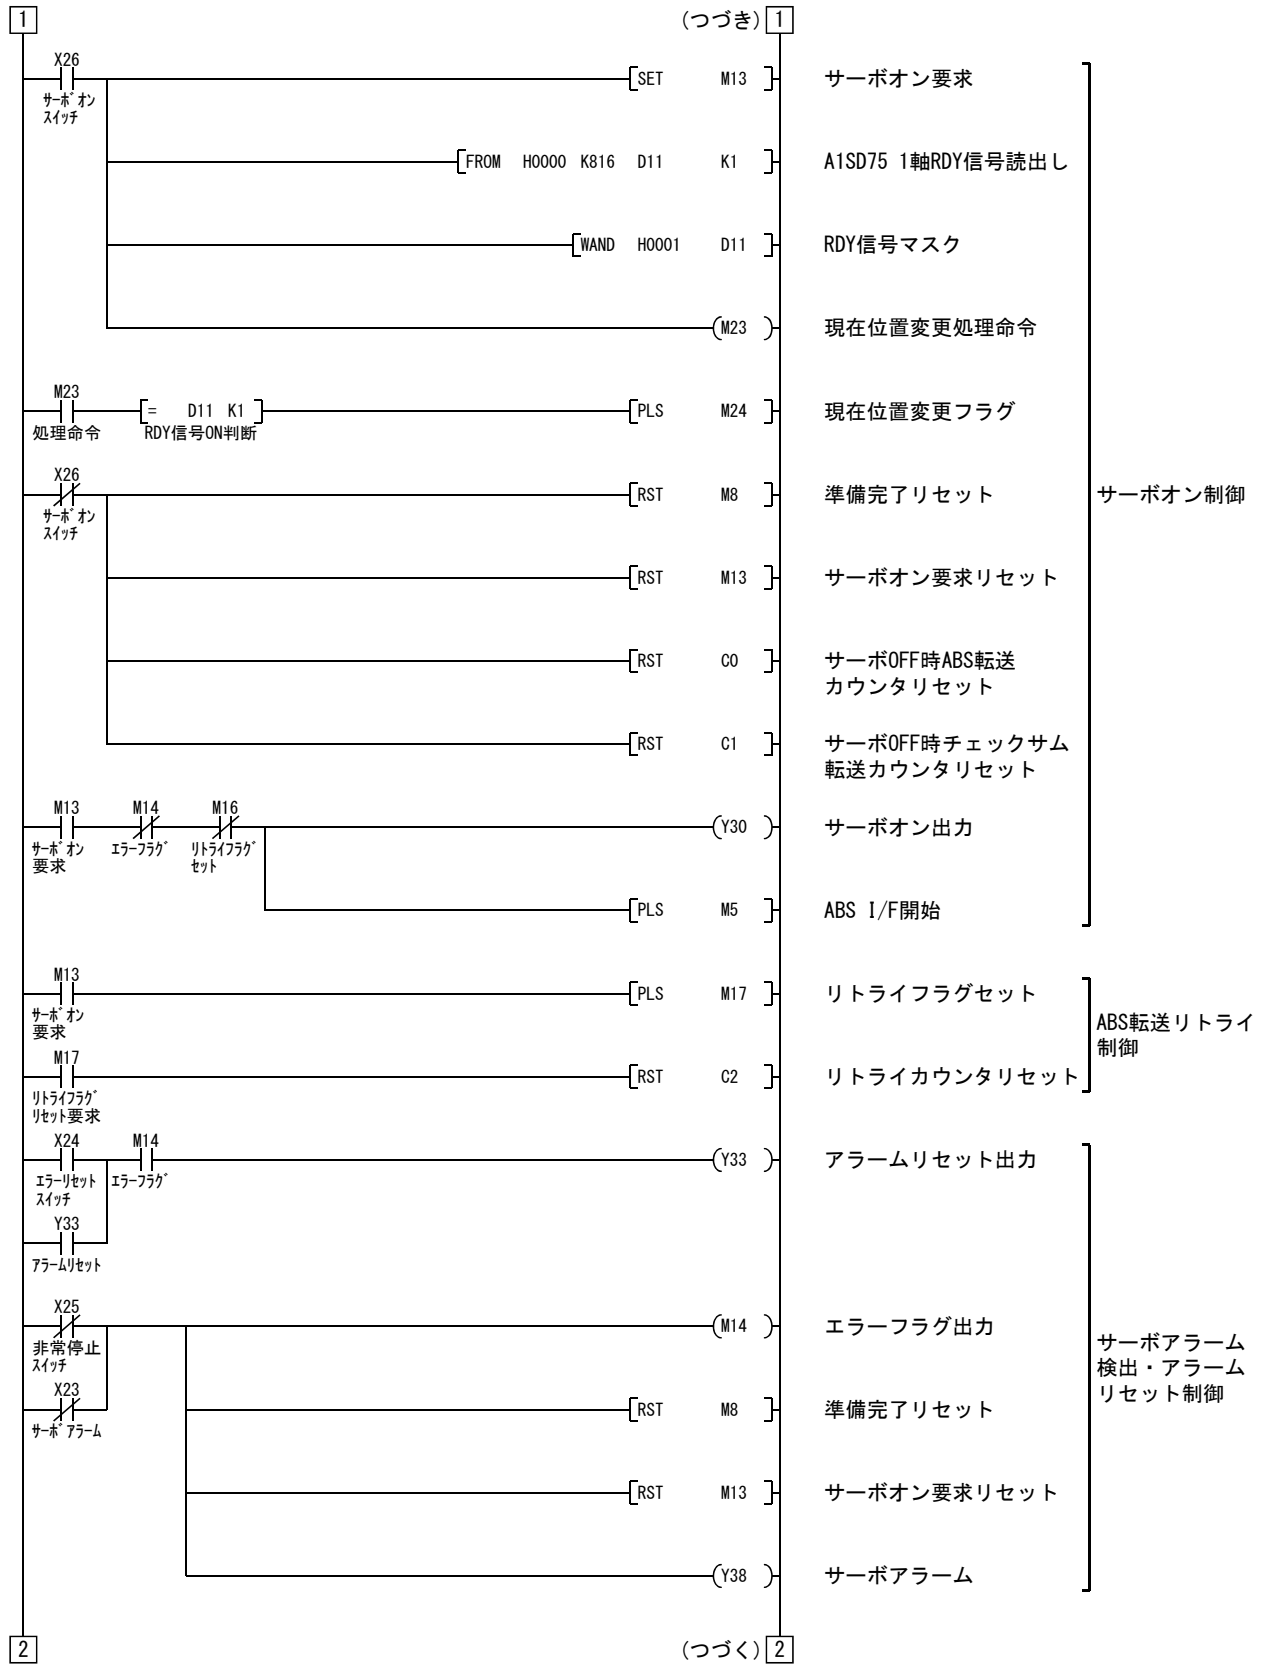 1 (つづき) 1
X26
サーボオン
スイッチ
SET M13 サーボオン要求
FROM H0000 K816 D11 K1 A1SD75 1軸RDY信号読出し
WAND H0001 D11 RDY信号マスク
M23 現在位置変更処理命令
M23
処理命令
= D11 K1
RDY信号ON判断
PLS M24 現在位置変更フラグ
X26
サーボオン
スイッチ
RST M8 準備完了リセット
サーボオン制御
RST M13 サーボオン要求リセット
RST C0 サーボOFF時ABS転送
カウンタリセット
RST C1 サーボOFF時チェックサム
転送カウンタリセット
M13 M14 M16
サーボオン
要求
エラーフラグ
リトライフラグ
セット
Y30 サーボオン出力
PLS M5 ABS I/F開始
M13
サーボオン
要求
PLS M17 リトライフラグセット
ABS転送リトライ
制御
M17
リトライフラグ
リセット要求
RST C2 リトライカウンタリセット
X24 M14
エラーリセット
スイッチ
エラーフラグ
Y33 アラームリセット出力
Y33
アラームリセット
X25
非常停止
スイッチ
M14 エラーフラグ出力
サーボアラーム
検出・アラーム
リセット制御
X23
サーボアラーム
RST M8 準備完了リセット
RST M13 サーボオン要求リセット
Y38 サーボアラーム
2 (つづく) 2